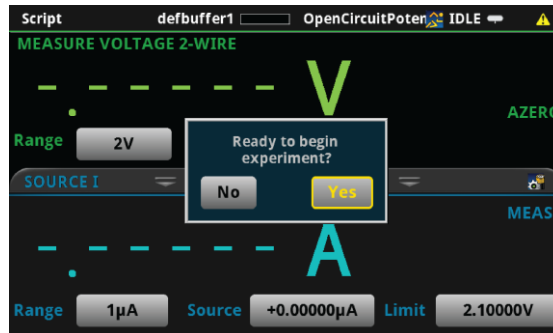 Script defbuffer1 OpenCircuitPoten IDLE
MEASURE VOLTAGE 2-WIRE
-.----- V
AZER
Range 2V
Ready to begin
experiment?
No Yes
SOURCE I
MEAS
-.----- A
Range 1µA Source +0.00000µA Limit 2.10000V